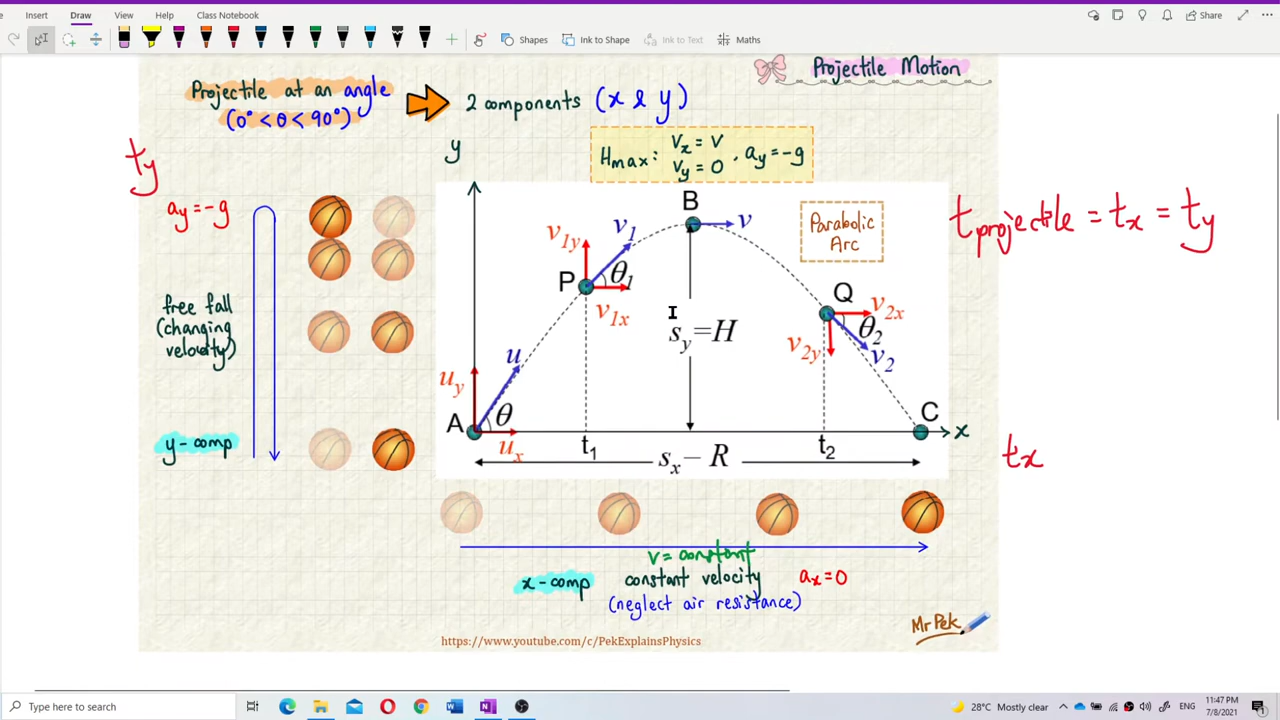 Insert Draw View Help Class Notebook Share
Shapes Ink to Shape Ink to Text Maths
Projectile Motion
Projectile at an angle
(0° < θ < 90°)
2 components (x & y)
Hmax: Vx = V
Vy = 0 , ay = -g
ty
ay = -g
free fall
(changing
velocity)
y-comp
y
B
v
v1
v1y
P
θ1
v1x
Parabolic
Arc
Q
v2x
θ2
v2y
v2
sy=H
u
uy
A
θ
ux
t1
t2
C
x
sx – R
tprojectile = tx = ty
tx
v = constant
x-comp constant velocity ax = 0
(neglect air resistance)
Mr Pek
https://www.youtube.com/c/PekExplainsPhysics
Type here to search
28°C Mostly clear
ENG
11:47 PM
7/8/2021